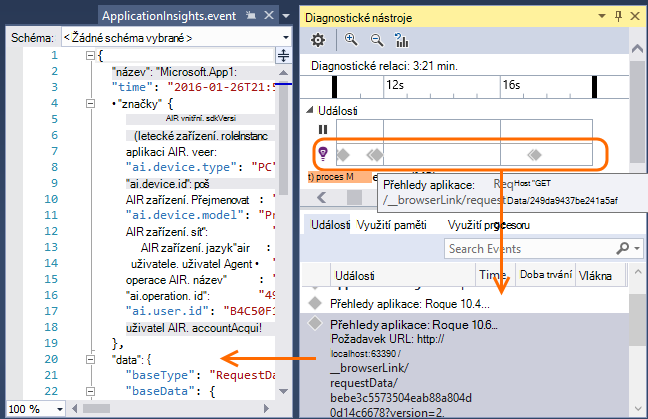 ApplicationInsights.event
Schéma: < Žádné schéma vybrané >
1 {
2 "název": "Microsoft.App1:
3 "time": "2016-01-26T21:5
4 "značky" {
5 AIR vnitřní. sdkVersi
6 (letecké zařízení. roleInstanc
7 aplikaci AIR. veer:
8 "ai.device.type": "PC"
9 "ai.device.id": poš
10 AIR zařízení. Přejmenovat : "
11 "ai.device.model": "Pr
12 AIR zařízení. síť": "
13 AIR zařízení. jazyk"air : "
14 uživatele. uživatel Agent • "
15 operace AIR. název" : "
16 "ai.operation. id": "49
17 "ai.user.id": "B4C50F1
18 uživatel AIR. accountAcqui!
19 },
20 "data": {
21 "baseType": "RequestDa
22 "baseData": {
100 %
Diagnostické nástroje
Diagnostické relaci: 3:21 min.
12s 16s
Události
t) proces M
Přehledy aplikace: Req Host "GET
/__browserLink/request Data/249da9437be241a5af
Události Využití paměti Využití procesoru
Search Events
Události Time Doba trvání Vlákna
Přehledy aplikace: Roque 10.4...
Přehledy aplikace: Roque 10.6...
Požadavek URL: http://
localhost: 63390 /
__browserLink/
requestData/
bebe3c5573504eab88a804d
0d14c6678?version=2.